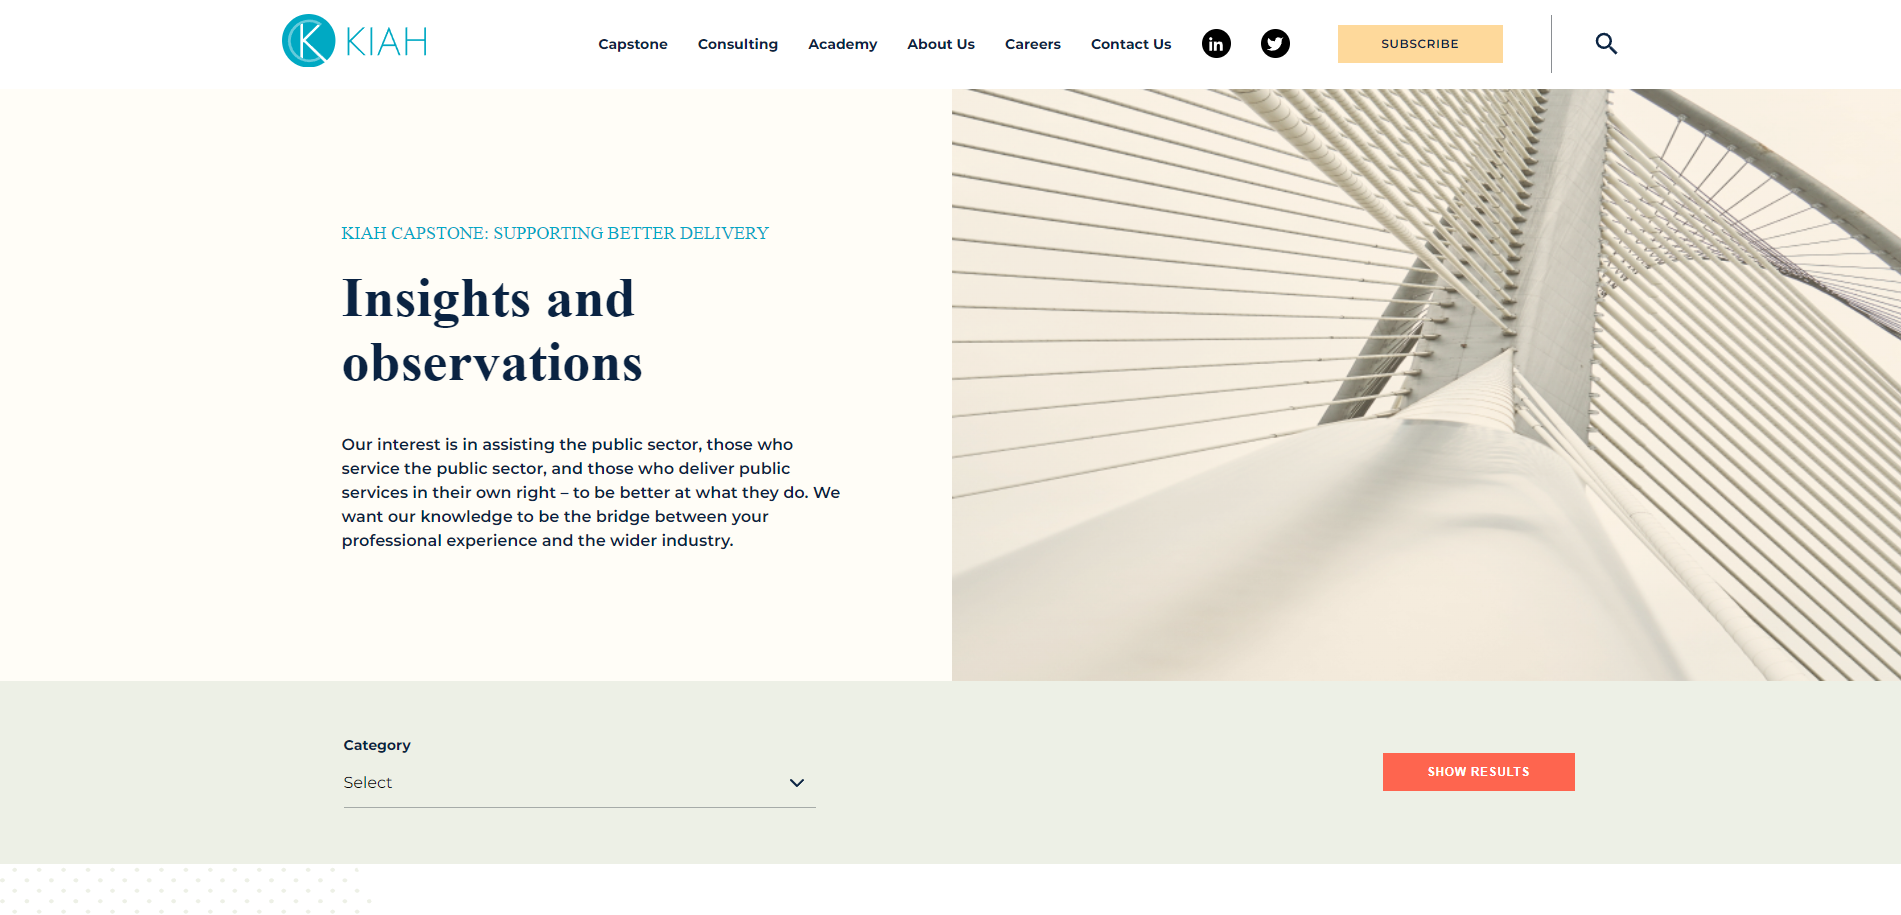 KIAH
Capstone
Consulting
Academy
About Us
Careers
Contact Us
in
SUBSCRIBE
KIAH CAPSTONE: SUPPORTING BETTER DELIVERY
Insights and
observations
Our interest is in assisting the public sector, those who
service the public sector, and those who deliver public
services in their own right – to be better at what they do. We
want our knowledge to be the bridge between your
professional experience and the wider industry.
Category
Select
SHOW RESULTS